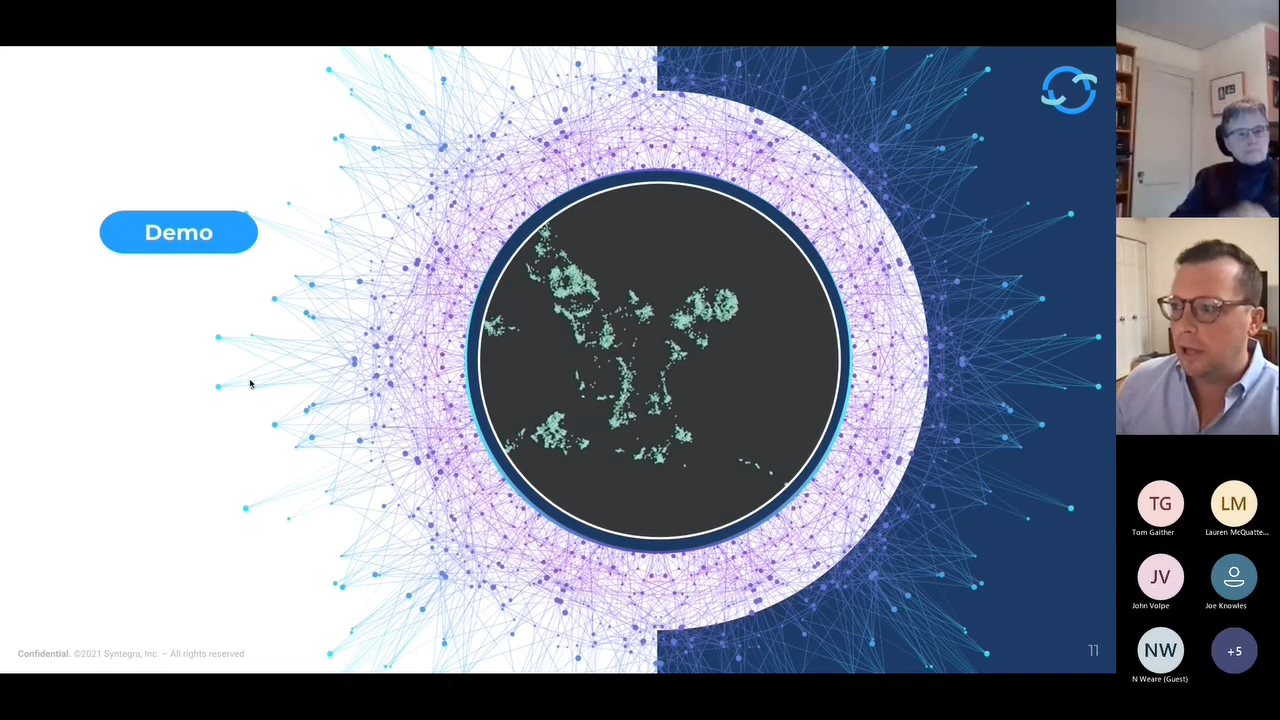 Demo
Confidential. ©2021 Syntegra, Inc. – All rights reserved
11
TG
LM
Tom Gaither
Lauren McQuatte...
JV
John Volpe
Joe Knowles
NW
+5
N Weare (Guest)